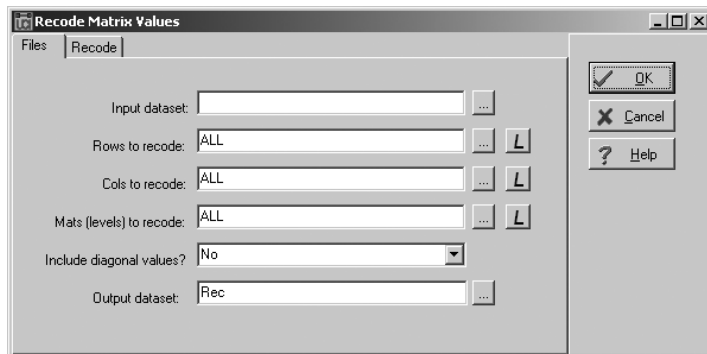 Recode Matrix Values
Files Recode
Input dataset: ...
Rows to recode: ALL ... L
Cols to recode: ALL ... L
Mats (levels) to recode: ALL ... L
Include diagonal values? No
Output dataset: Rec ...
OK
Cancel
? Help